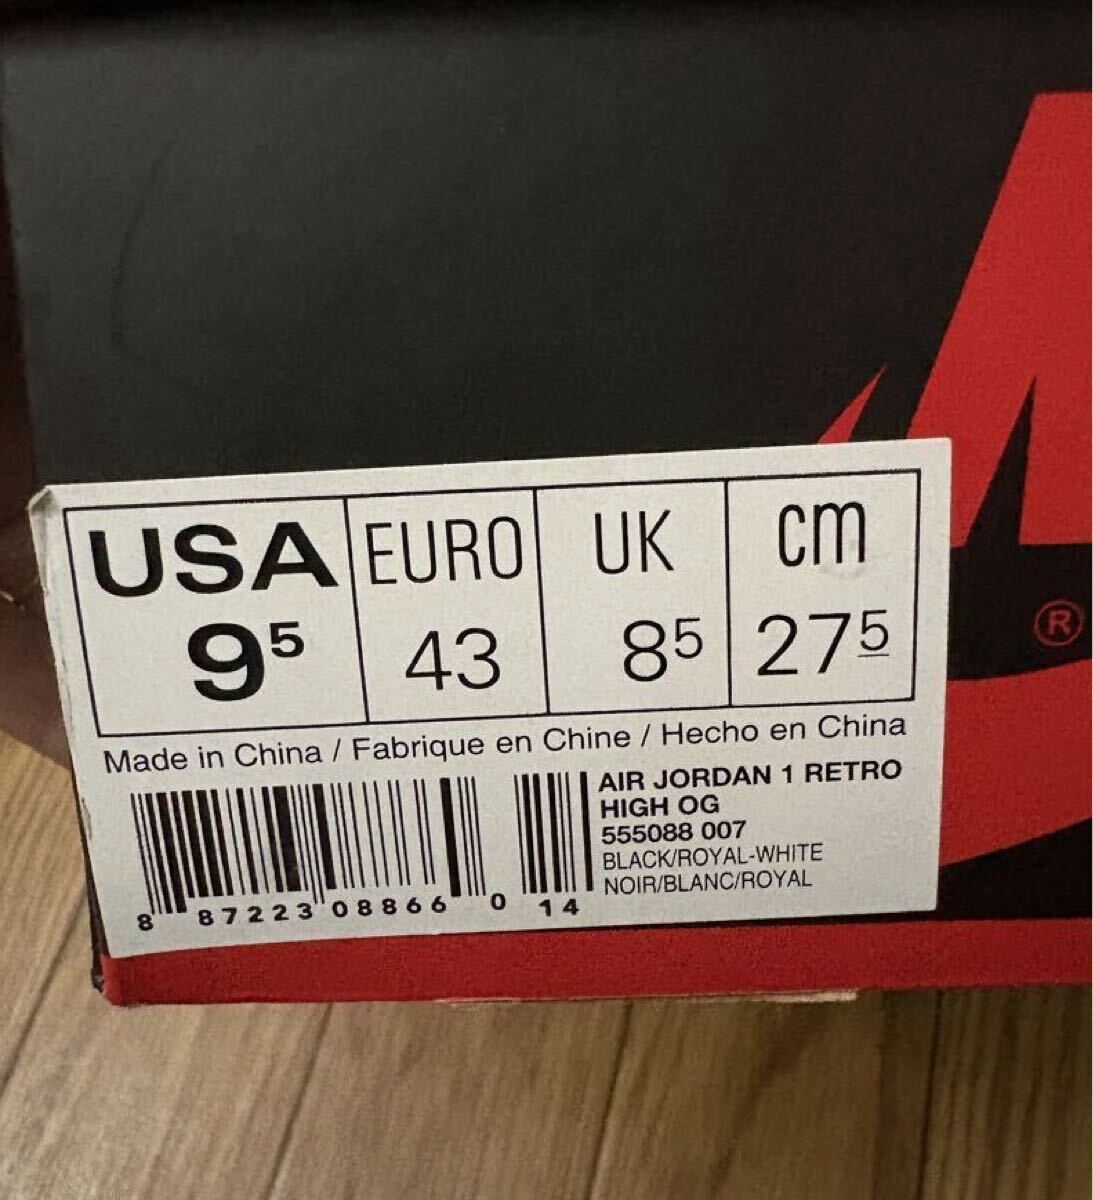 USA EURO UK cm
9⁵ 43 8⁵ 27⁵
Made in China / Fabrique en Chine / Hecho en China
AIR JORDAN 1 RETRO
HIGH OG
555088 007
BLACK/ROYAL-WHITE
NOIR/BLANC/ROYAL
8 87223 08866 0 14
®